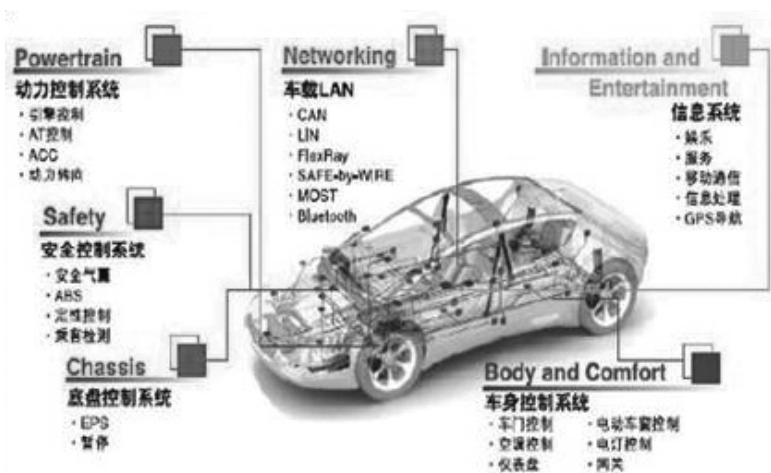 Powertrain
动力控制系统
· 引擎控制
· AT控制
· ACC
· 动力转向
Safety
安全控制系统
· 安全气囊
· ABS
· 定性控制
· 乘客检测
Chassis
底盘控制系统
· EPS
· 暂停
Networking
车载LAN
· CAN
· LIN
· FlexRay
· SAFE-by-WIRE
· MOST
· Bluetooth
Information and
Entertainment
信息系统
· 娱乐
· 服务
· 移动通信
· 信息处理
· GPS导航
Body and Comfort
车身控制系统
· 车门控制 · 电动车窗控制
· 空调控制 · 电灯控制
· 仪表盘 · 网关